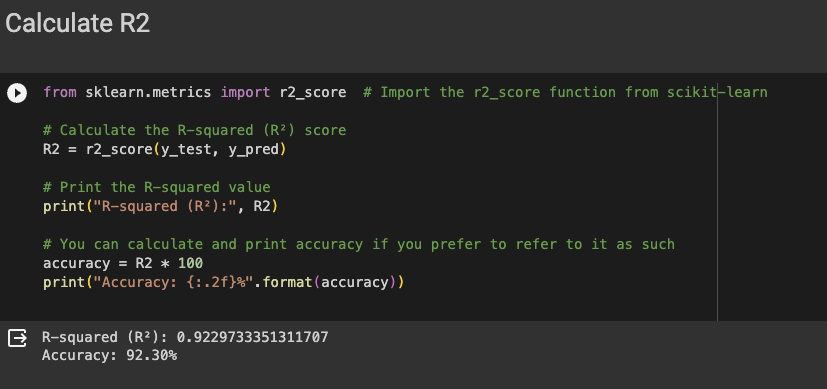 Calculate R2
from sklearn.metrics import r2_score  # Import the r2_score function from scikit-learn
# Calculate the R-squared (R²) score
R2 = r2_score(y_test, y_pred)
# Print the R-squared value
print("R-squared (R²):", R2)
# You can calculate and print accuracy if you prefer to refer to it as such
accuracy = R2 * 100
print("Accuracy: {:.2f}%".format(accuracy))
R-squared (R²): 0.9229733351311707
Accuracy: 92.30%